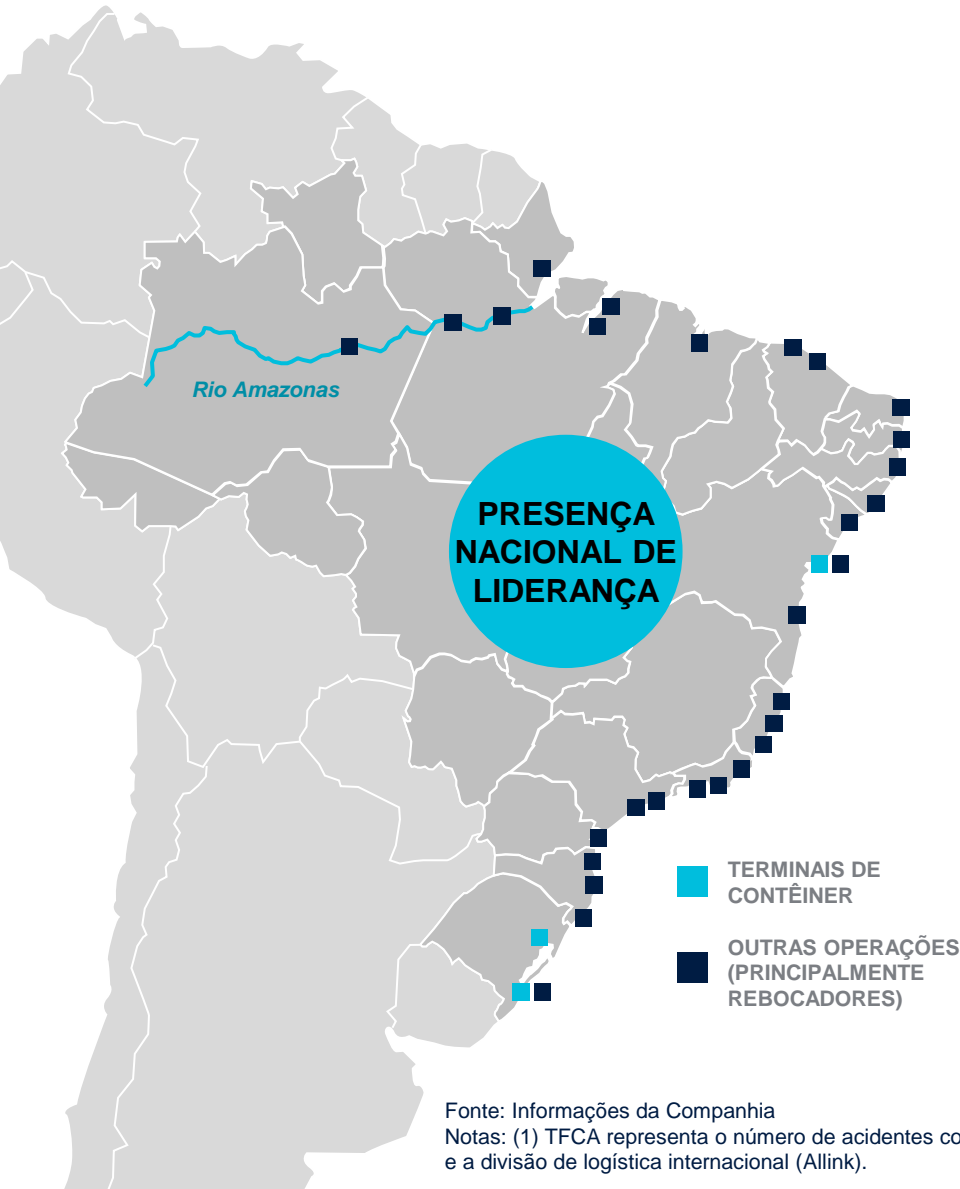 Rio Amazonas
PRESENÇA
NACIONAL DE
LIDERANÇA
TERMINAIS DE
CONTÊINER
OUTRAS OPERAÇÕES
(PRINCIPALMENTE
REBOCADORES)
Fonte: Informações da Companhia
Notas: (1) TFCA representa o número de acidentes co
e a divisão de logística internacional (Allink).